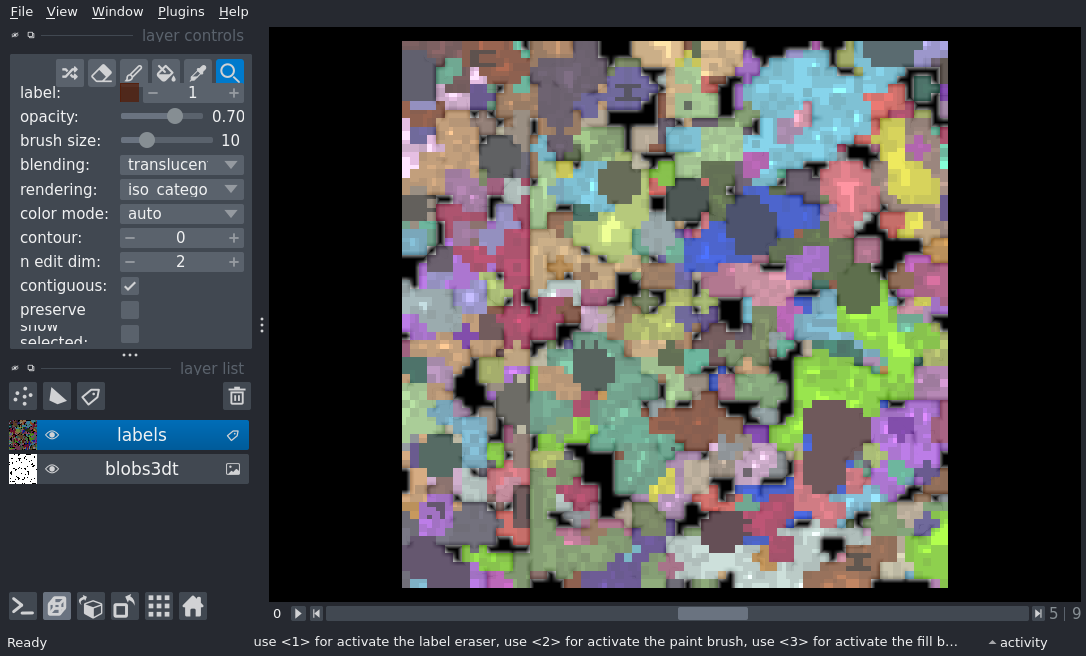 File View Window Plugins Help
layer controls
label: 1
opacity: 0.70
brush size: 10
blending: translucen
rendering: iso catego
color mode: auto
contour: 0
n edit dim: 2
contiguous:
preserve
show
selected:
layer list
labels
blobs3dt
0 5 | 9
Ready use <1> for activate the label eraser, use <2> for activate the paint brush, use <3> for activate the fill b... activity